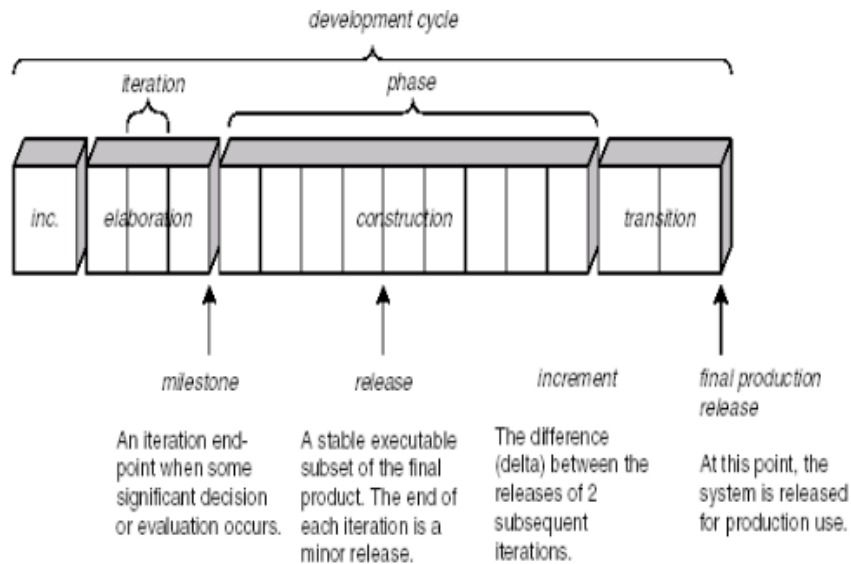 development cycle
iteration
phase
inc.
elaboration
construction
transition
milestone
release
increment
final production
release
An iteration end-
point when some
significant decision
or evaluation occurs.
A stable executable
subset of the final
product. The end of
each iteration is a
minor release.
The difference
(delta) between the
releases of 2
subsequent
iterations.
At this point, the
system is released
for production use.